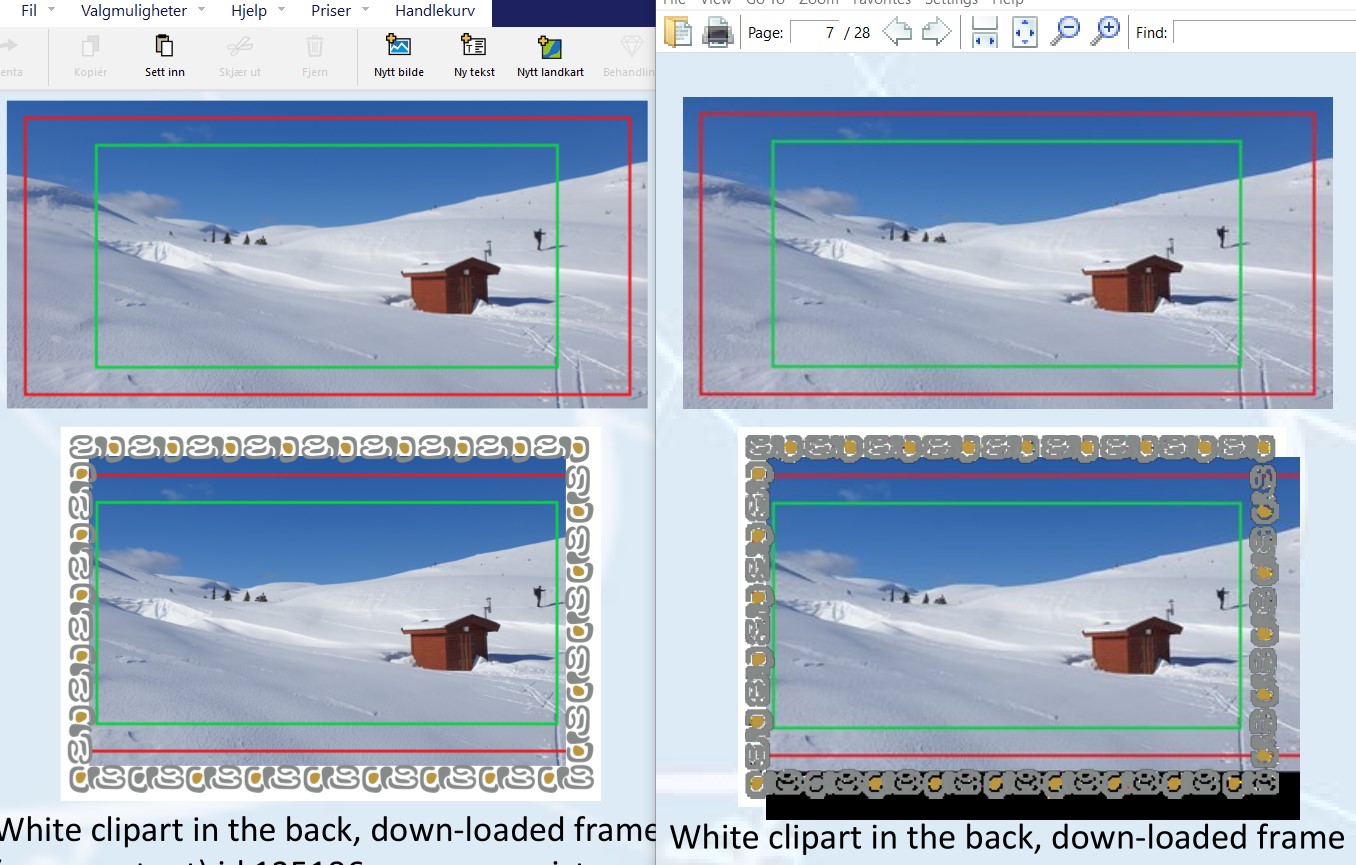 Fil Valgmuligheter Hjelp Priser Handlekurv
enta Kopiér Sett inn Skjær ut Fjern Nytt bilde Ny tekst Nytt landkart Behandlin
File View Go To Zoom Favorites Settings Help
Page: 7 / 28 Find:
White clipart in the back, down-loaded frame
White clipart in the back, down-loaded frame